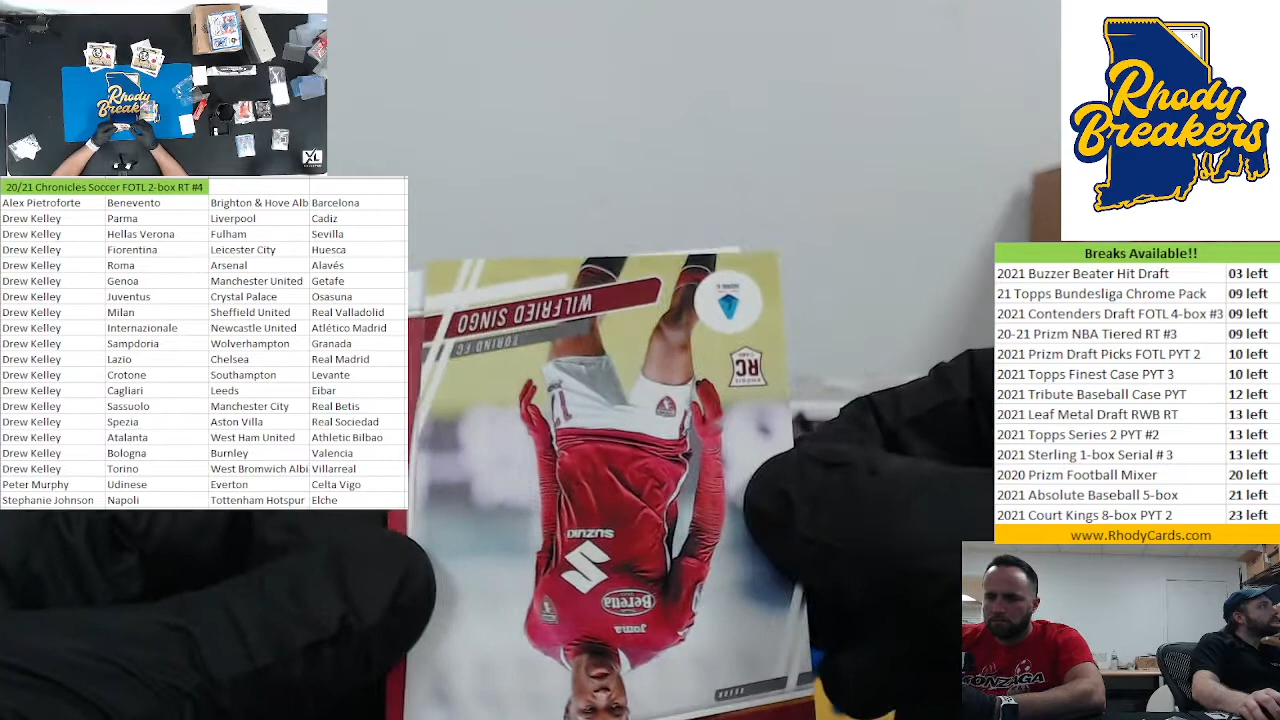 20/21 Chronicles Soccer FOTL 2-box RT #4
Alex Pietroforte Benevento Brighton & Hove Alb Barcelona
Drew Kelley Parma Liverpool Cadiz
Drew Kelley Hellas Verona Fulham Sevilla
Drew Kelley Fiorentina Leicester City Huesca
Drew Kelley Roma Arsenal Alavés
Drew Kelley Genoa Manchester United Getafe
Drew Kelley Juventus Crystal Palace Osasuna
Drew Kelley Milan Sheffield United Real Valladolid
Drew Kelley Internazionale Newcastle United Atlético Madrid
Drew Kelley Sampdoria Wolverhampton Granada
Drew Kelley Lazio Chelsea Real Madrid
Drew Kelley Crotone Southampton Levante
Drew Kelley Cagliari Leeds Eibar
Drew Kelley Sassuolo Manchester City Real Betis
Drew Kelley Spezia Aston Villa Real Sociedad
Drew Kelley Atalanta West Ham United Athletic Bilbao
Drew Kelley Bologna Burnley Valencia
Drew Kelley Torino West Bromwich Albi Villarreal
Peter Murphy Udinese Everton Celta Vigo
Stephanie Johnson Napoli Tottenham Hotspur Elche
Rhody
Breakers
XL
WILFRIED SINGO
TORINO FC
RC
17
SUZUKI
Beretta
Joma
Rhody
Breakers
Breaks Available!!
2021 Buzzer Beater Hit Draft 03 left
21 Topps Bundesliga Chrome Pack 09 left
2021 Contenders Draft FOTL 4-box #3 09 left
20-21 Prizm NBA Tiered RT #3 09 left
2021 Prizm Draft Picks FOTL PYT 2 10 left
2021 Topps Finest Case PYT 3 10 left
2021 Tribute Baseball Case PYT 12 left
2021 Leaf Metal Draft RWB RT 13 left
2021 Topps Series 2 PYT #2 13 left
2021 Sterling 1-box Serial # 3 13 left
2020 Prizm Football Mixer 20 left
2021 Absolute Baseball 5-box 21 left
2021 Court Kings 8-box PYT 2 23 left
www.RhodyCards.com
GONZAGA